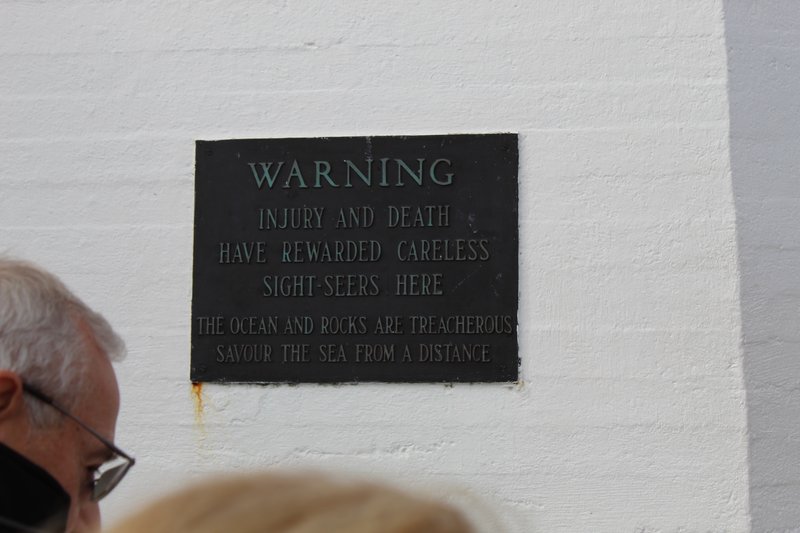 WARNING
INJURY AND DEATH
HAVE REWARDED CARELESS
SIGHT-SEERS HERE
THE OCEAN AND ROCKS ARE TREACHEROUS
SAVOUR THE SEA FROM A DISTANCE